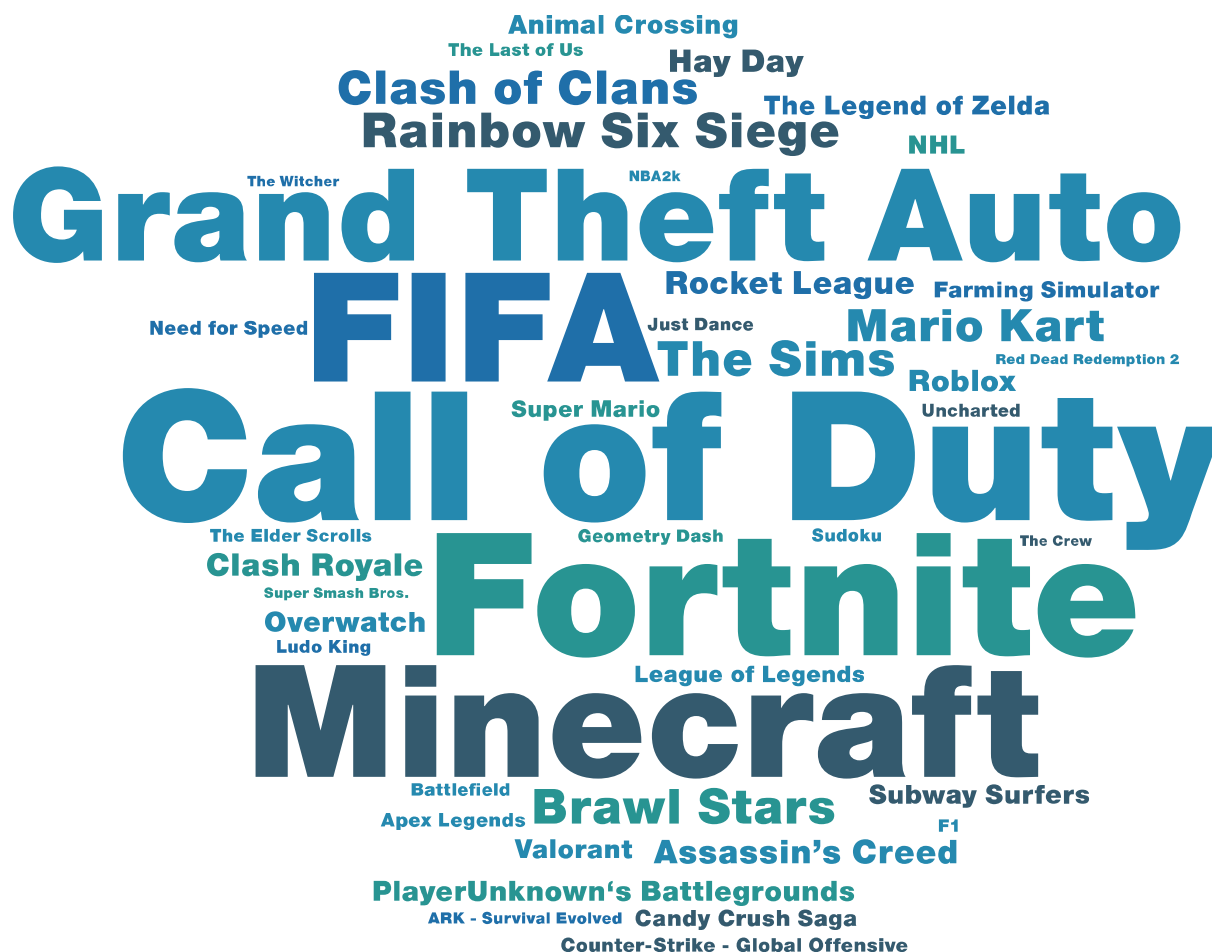 Animal Crossing
The Last of Us
Hay Day
Clash of Clans
The Legend of Zelda
Rainbow Six Siege
NHL
The Witcher
NBA2k
Grand Theft Auto
Rocket League
Farming Simulator
Need for Speed
FIFA
Just Dance
Mario Kart
The Sims
Red Dead Redemption 2
Roblox
Super Mario
Uncharted
Call of Duty
The Elder Scrolls
Geometry Dash
Sudoku
The Crew
Clash Royale
Fortnite
Super Smash Bros.
Overwatch
Ludo King
League of Legends
Minecraft
Battlefield
Brawl Stars
Subway Surfers
Apex Legends
F1
Valorant
Assassin’s Creed
PlayerUnknown‘s Battlegrounds
ARK - Survival Evolved
Candy Crush Saga
Counter-Strike - Global Offensive